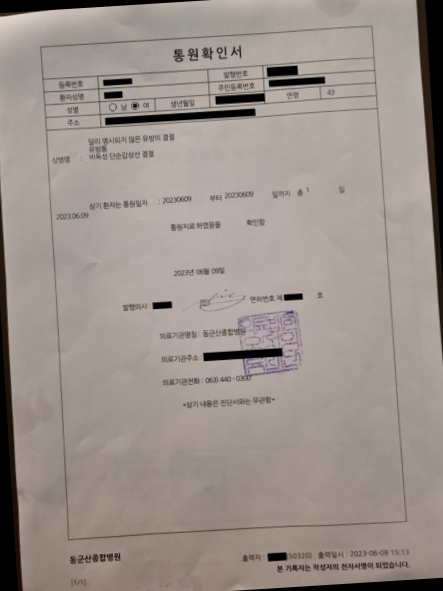 통원확인서
등록번호 발행번호
환자성명 주민등록번호
성별 ○ 남 ◉ 여 생년월일 연령 43
주소
달리 명시되지 않은 유방의 결절
유방통
상병명 : 비독성 단순갑상선 결절
상기 환자는 통원일자 : 20230609 부터 20230609 일까지 총 1 일
2023.06.09
통원치료 하였음을 확인함
2023년 06월 09일
발행의사 : (인) 면허번호 제 호
의료기관명칭 : 동군산종합병원
의료기관주소 :
의료기관전화 : 063) 440 - 0300
*상기 내용은 진단서와는 무관함*
동군산종합병원 출력자 : (50320) 출력일시 : 2023-06-09 15:13
본 기록지는 작성자의 전자서명이 되었습니다.
[1/1]